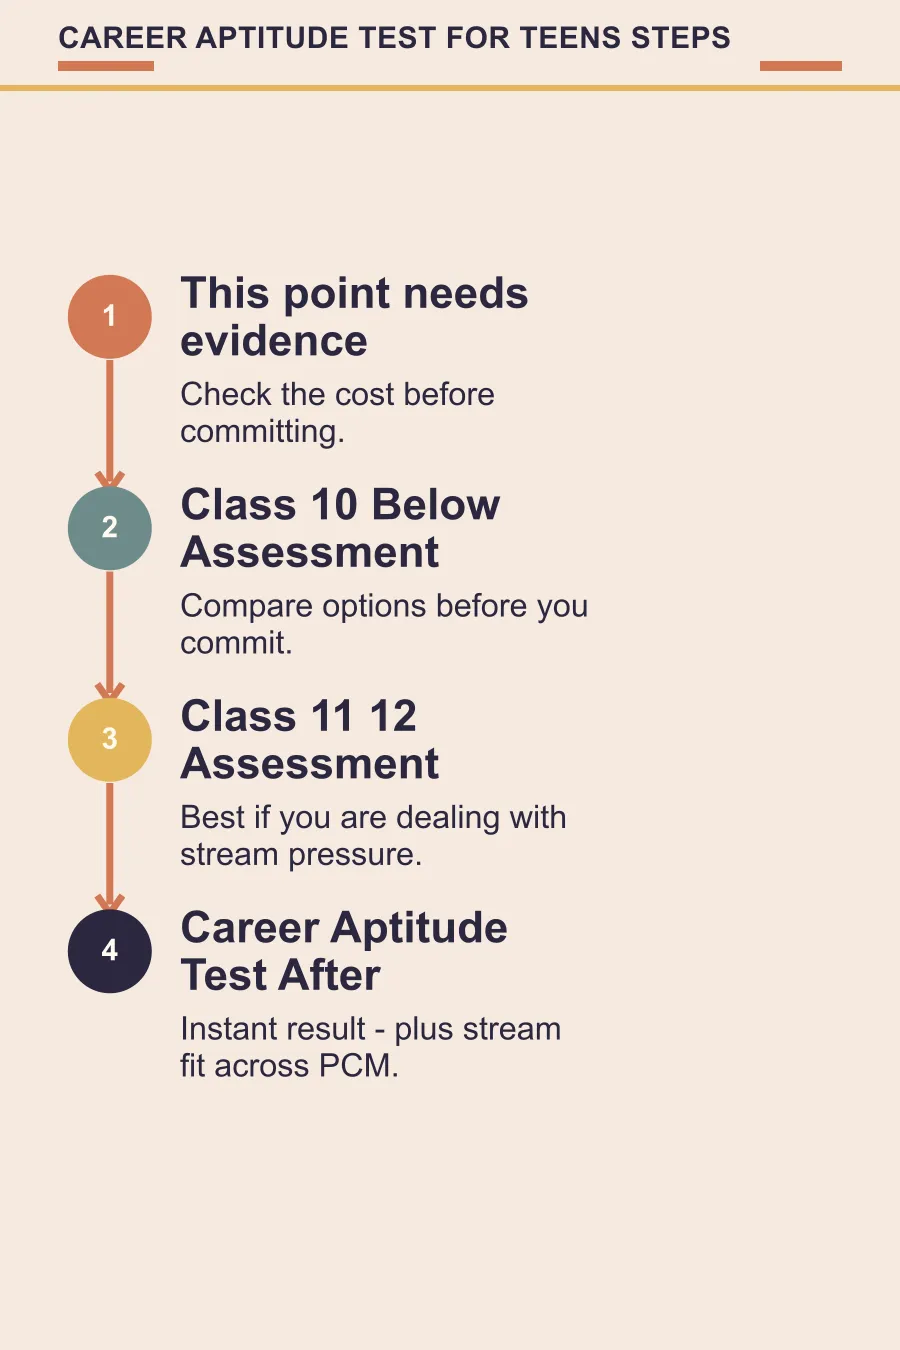 CAREER APTITUDE TEST FOR TEENS STEPS
1
This point needs
evidence
Check the cost before
committing.
2
Class 10 Below
Assessment
Compare options before you
commit.
3
Class 11 12
Assessment
Best if you are dealing with
stream pressure.
4
Career Aptitude
Test After
Instant result - plus stream
fit across PCM.